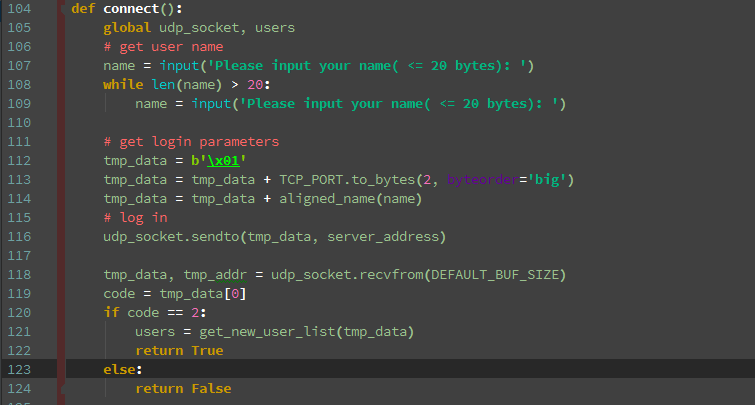 104 def connect():
105     global udp_socket, users
106     # get user name
107     name = input('Please input your name( <= 20 bytes): ')
108     while len(name) > 20:
109         name = input('Please input your name( <= 20 bytes): ')
110
111     # get login parameters
112     tmp_data = b'\x01'
113     tmp_data = tmp_data + TCP_PORT.to_bytes(2, byteorder='big')
114     tmp_data = tmp_data + aligned_name(name)
115     # log in
116     udp_socket.sendto(tmp_data, server_address)
117
118     tmp_data, tmp_addr = udp_socket.recvfrom(DEFAULT_BUF_SIZE)
119     code = tmp_data[0]
120     if code == 2:
121         users = get_new_user_list(tmp_data)
122         return True
123     else:
124         return False